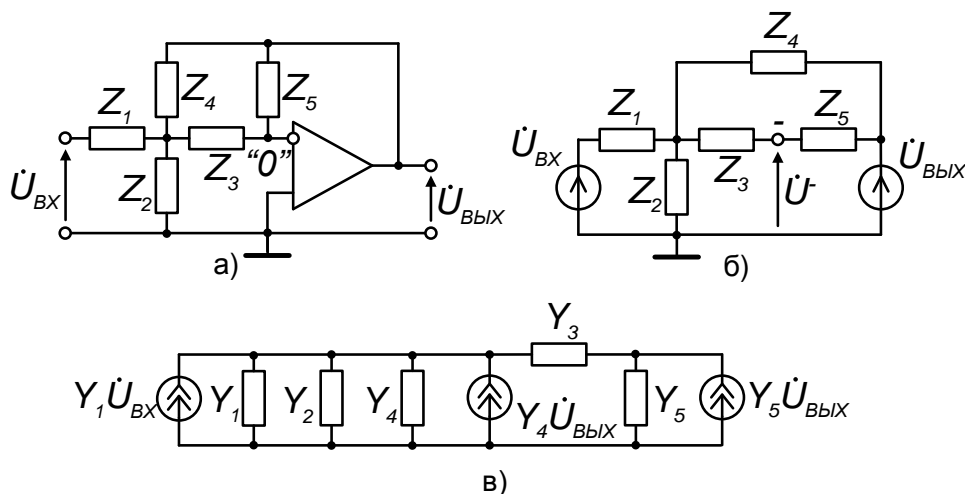 Z4
Z5
Z1
Z3
“0”
Z2
U̇ВХ
U̇ВЫХ
а)
Z4
Z1
-
Z5
U̇ВХ
Z3
U̇ВЫХ
Z2
U̇-
б)
Y3
Y1U̇ВХ
Y1
Y2
Y4
Y4U̇ВЫХ
Y5
Y5U̇ВЫХ
в)